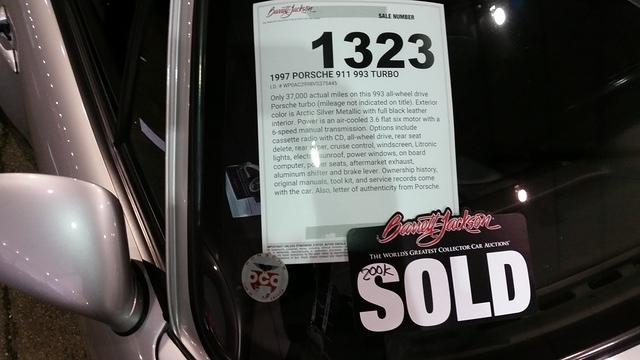 Barrett-Jackson
SALE NUMBER
1323
1997 PORSCHE 911 993 TURBO
Only 37,000 actual miles on this 993 all-wheel drive
Porsche turbo (mileage not indicated on title). Exterior
color is Arctic Silver Metallic with full black leather
interior. Power is an air-cooled 3.6 flat six motor with a
6-speed manual transmission. Options include
cassette radio with CD, all-wheel drive, rear seat
delete, rear wiper, cruise control, windscreen, Litronic
lights, electric sunroof, power windows, on board
computer, power seats, aftermarket exhaust,
aluminum shifter and brake lever. Ownership history,
original manuals, tool kit, and service records come
with the car. Also, letter of authenticity from Porsche.
Barrett-Jackson
THE WORLD'S GREATEST COLLECTOR CAR AUCTIONS
200K
SOLD
PCA